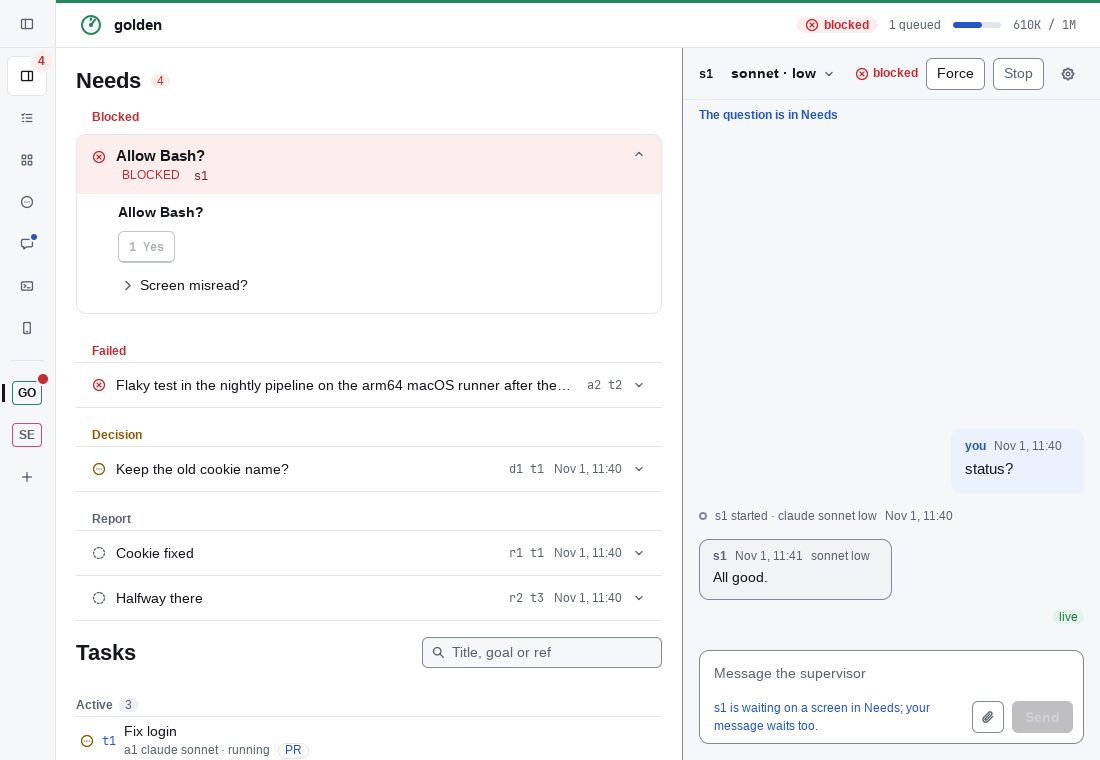 golden
blocked
1 queued
610K / 1M
4
GO
SE
Needs 4
Blocked
Allow Bash?
BLOCKED s1
Allow Bash?
1 Yes
Screen misread?
Failed
Flaky test in the nightly pipeline on the arm64 macOS runner after the… a2 t2
Decision
Keep the old cookie name? d1 t1 Nov 1, 11:40
Report
Cookie fixed r1 t1 Nov 1, 11:40
Halfway there r2 t3 Nov 1, 11:40
Tasks
Title, goal or ref
Active 3
t1 Fix login
a1 claude sonnet · running PR
s1 sonnet · low blocked Force Stop
The question is in Needs
you Nov 1, 11:40
status?
s1 started · claude sonnet low Nov 1, 11:40
s1 Nov 1, 11:41 sonnet low
All good.
live
Message the supervisor
s1 is waiting on a screen in Needs; your
message waits too.
Send